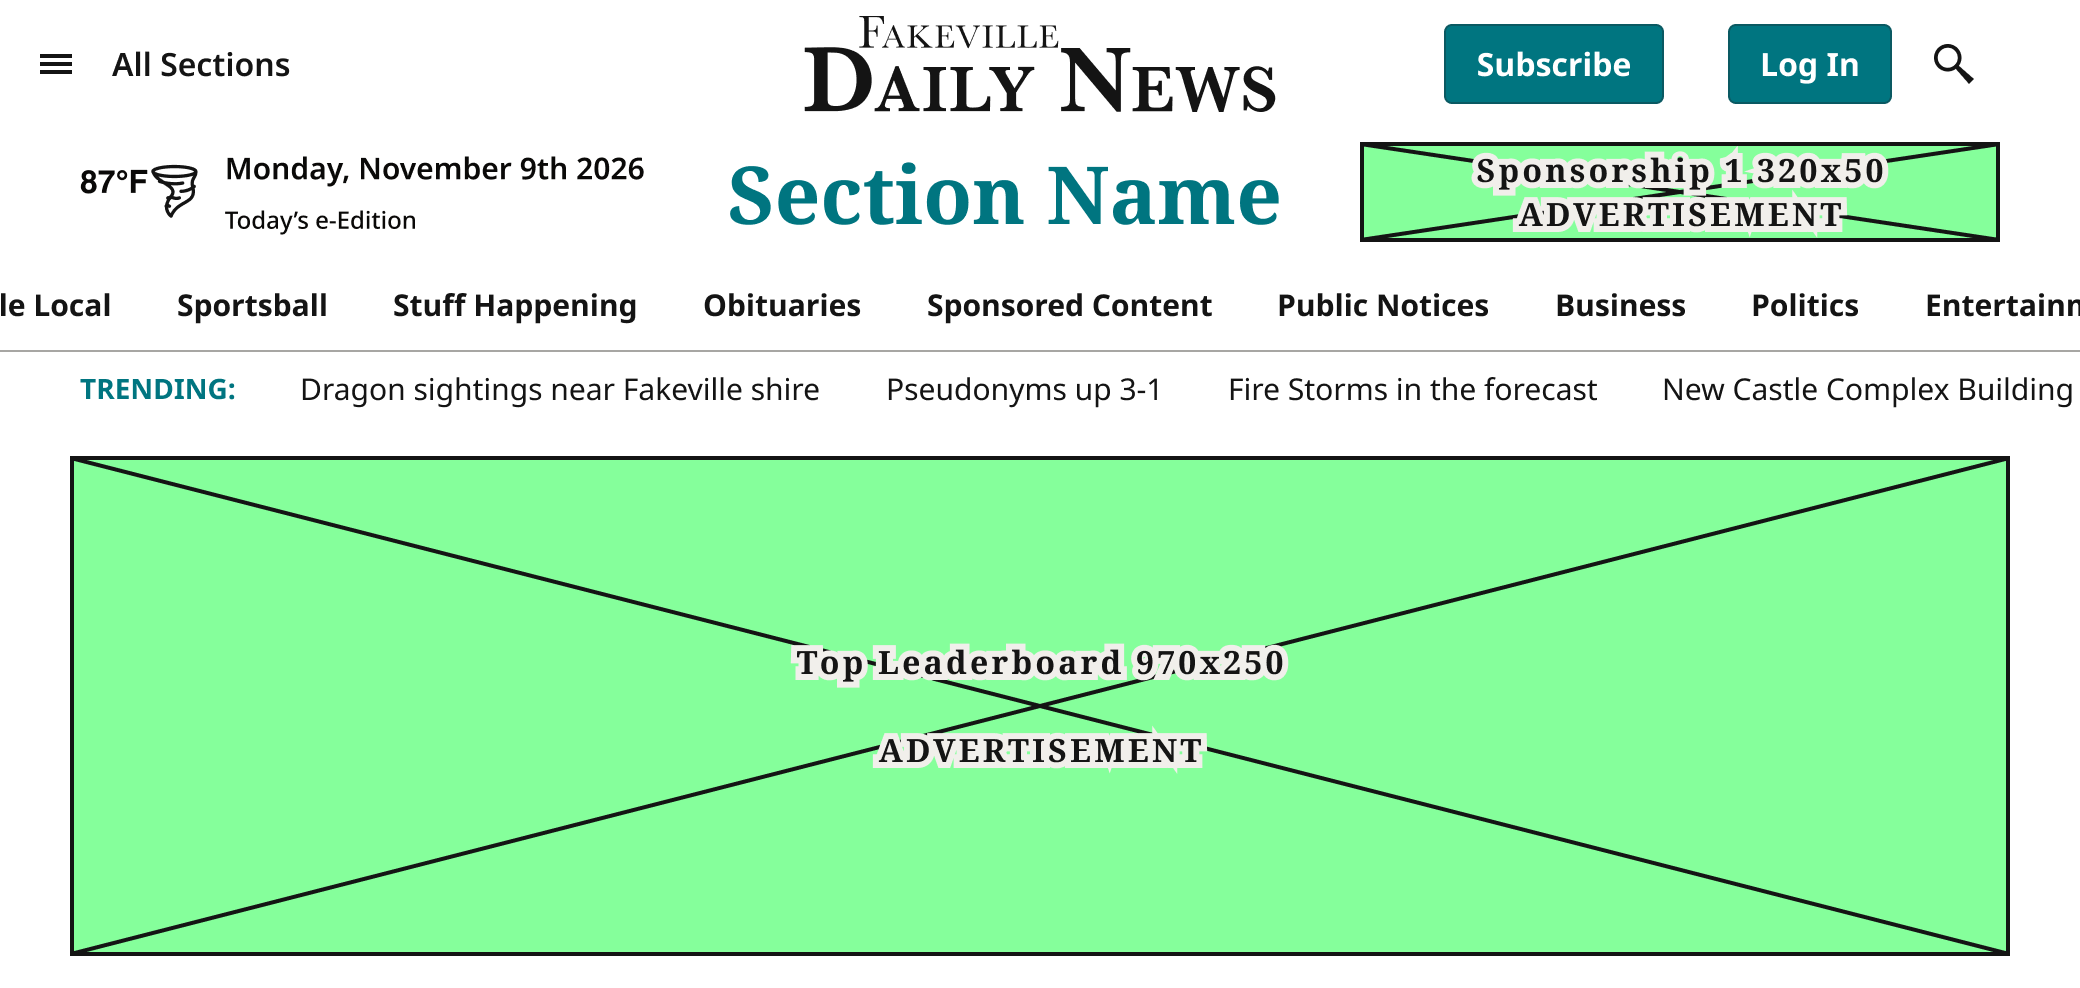 All Sections
FAKEVILLE
DAILY NEWS
Subscribe
Log In
87°F
Monday, November 9th 2026
Today’s e-Edition
Section Name
Sponsorship 1 320x50
ADVERTISEMENT
le Local Sportsball Stuff Happening Obituaries Sponsored Content Public Notices Business Politics Entertainm
TRENDING: Dragon sightings near Fakeville shire Pseudonyms up 3-1 Fire Storms in the forecast New Castle Complex Building
Top Leaderboard 970x250
ADVERTISEMENT